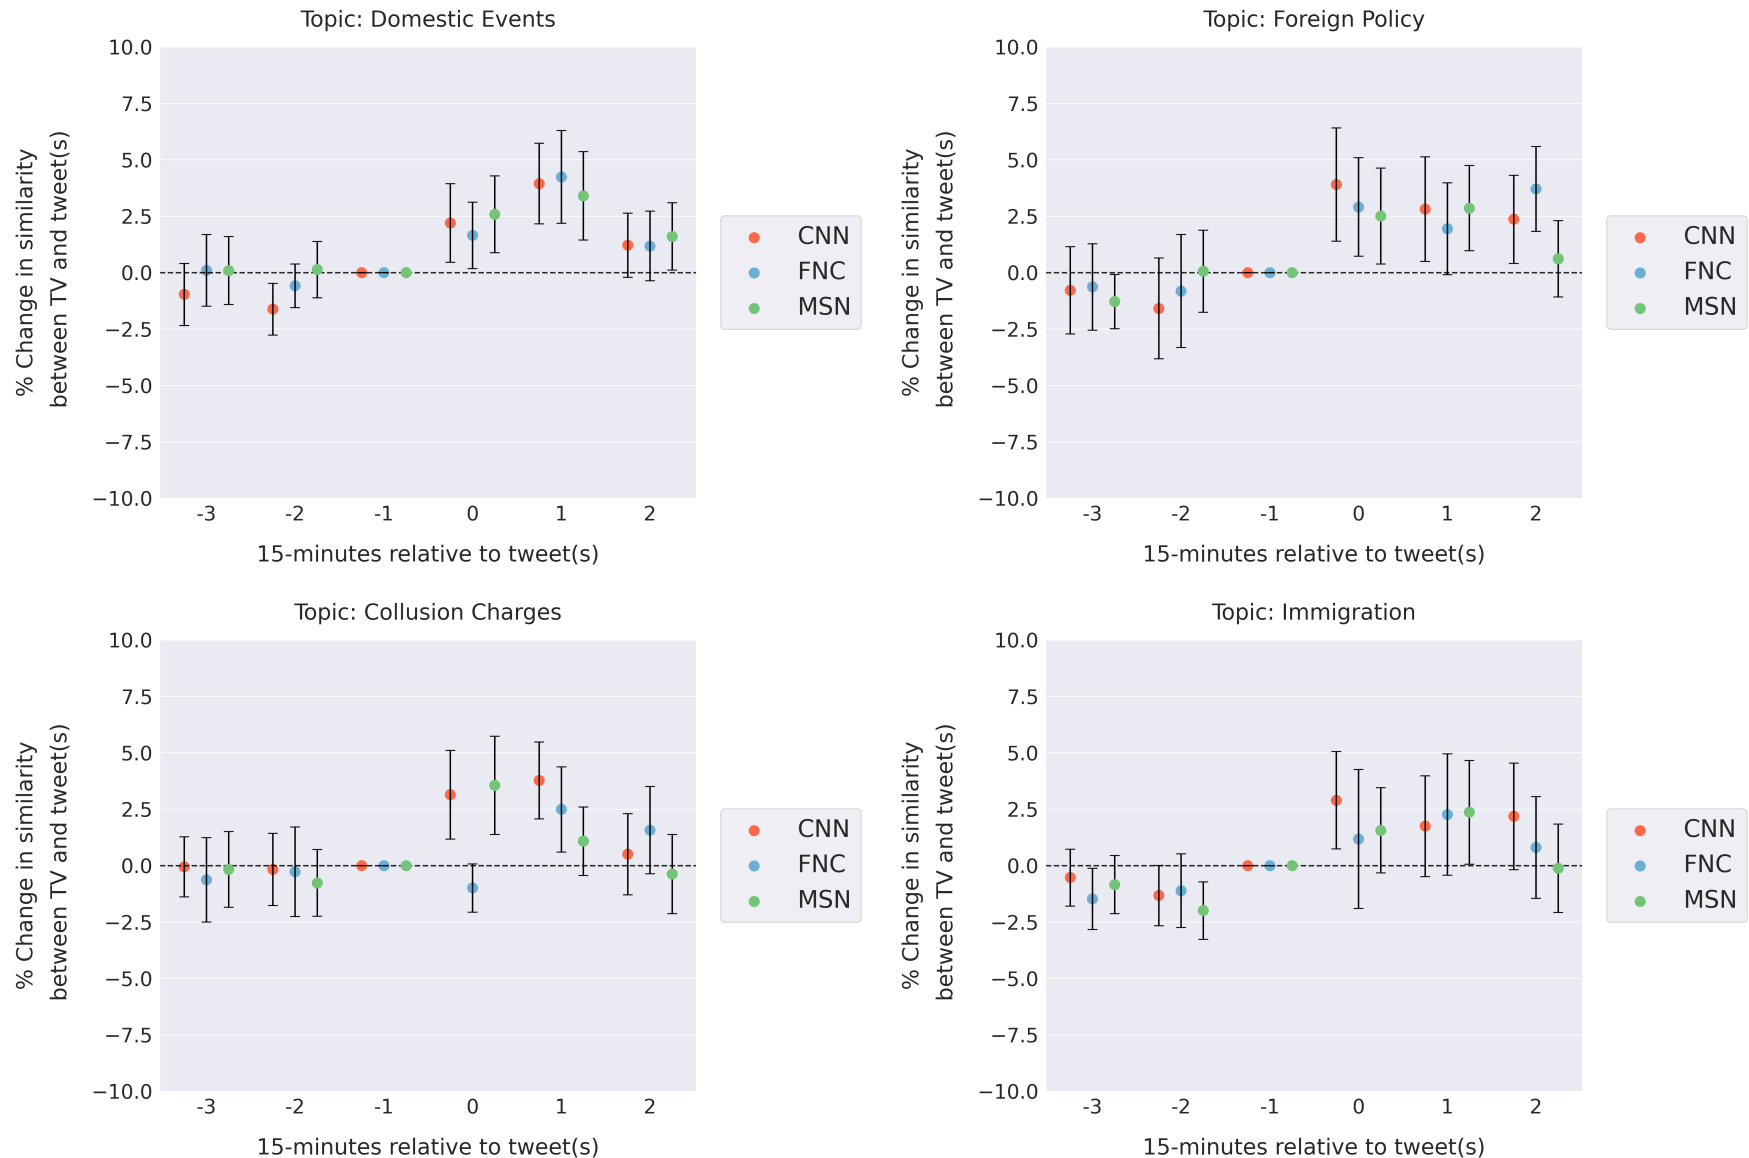 Topic: Domestic Events
10.0
7.5
5.0
2.5
0.0
−2.5
−5.0
−7.5
−10.0
% Change in similarity
between TV and tweet(s)
-3 -2 -1 0 1 2
15-minutes relative to tweet(s)
CNN
FNC
MSN
Topic: Foreign Policy
10.0
7.5
5.0
2.5
0.0
−2.5
−5.0
−7.5
−10.0
% Change in similarity
between TV and tweet(s)
-3 -2 -1 0 1 2
15-minutes relative to tweet(s)
CNN
FNC
MSN
Topic: Collusion Charges
10.0
7.5
5.0
2.5
0.0
−2.5
−5.0
−7.5
−10.0
% Change in similarity
between TV and tweet(s)
-3 -2 -1 0 1 2
15-minutes relative to tweet(s)
CNN
FNC
MSN
Topic: Immigration
10.0
7.5
5.0
2.5
0.0
−2.5
−5.0
−7.5
−10.0
% Change in similarity
between TV and tweet(s)
-3 -2 -1 0 1 2
15-minutes relative to tweet(s)
CNN
FNC
MSN